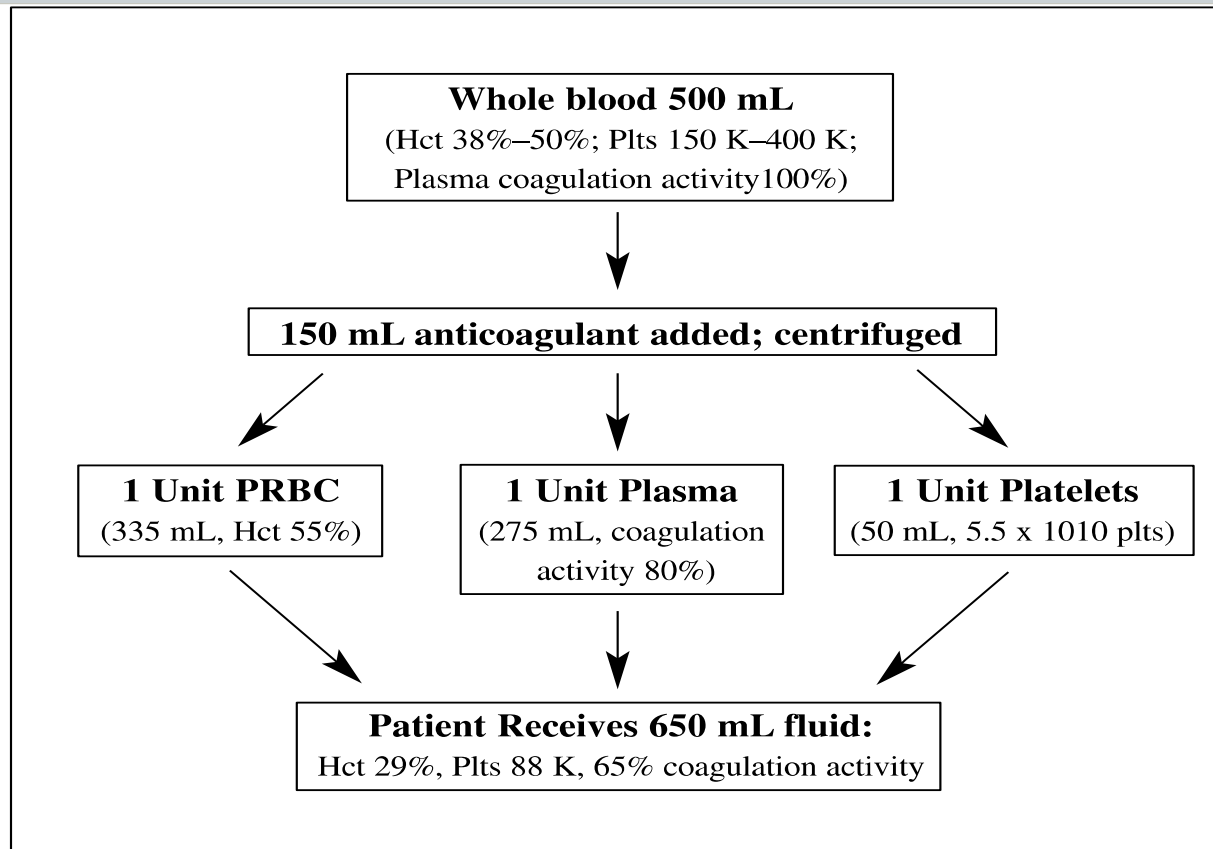 Whole blood 500 mL
(Hct 38%–50%; Plts 150 K–400 K;
Plasma coagulation activity100%)
150 mL anticoagulant added; centrifuged
1 Unit PRBC
(335 mL, Hct 55%)
1 Unit Plasma
(275 mL, coagulation
activity 80%)
1 Unit Platelets
(50 mL, 5.5 x 1010 plts)
Patient Receives 650 mL fluid:
Hct 29%, Plts 88 K, 65% coagulation activity